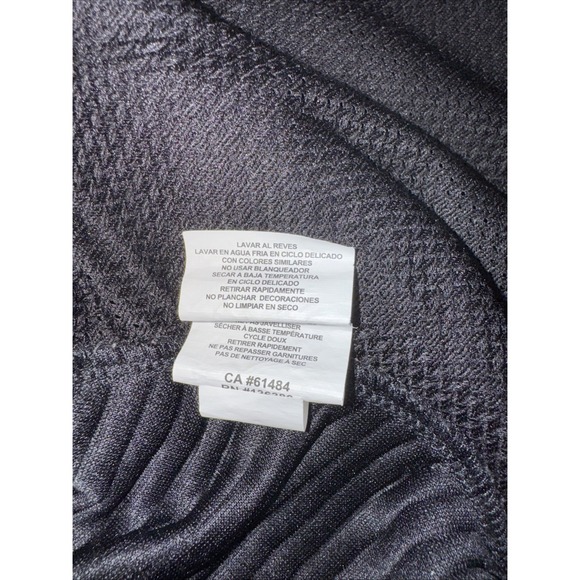 LAVAR AL REVES
LAVAR EN AGUA FRIA EN CICLO DELICADO
CON COLORES SIMILARES
NO USAR BLANQUEADOR
SECAR A BAJA TEMPERATURA
EN CICLO DELICADO
RETIRAR RAPIDAMENTE
NO PLANCHAR DECORACIONES
NO LIMPIAR EN SECO
SÉCHER À BASSE TEMPÉRATURE
CYCLE DOUX
RETIRER RAPIDEMENT
NE PAS REPASSER GARNITURES
PAS DE NETTOYAGE À SEC
CA #61484